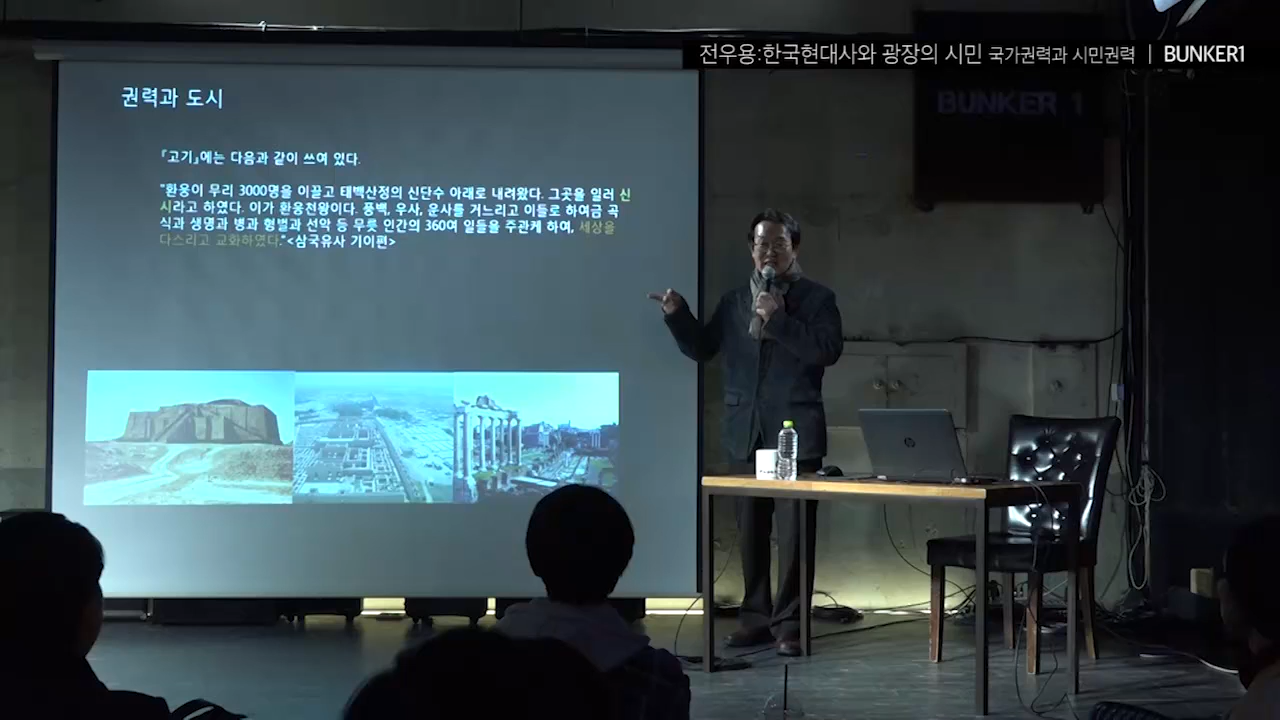 전우용:한국현대사와 광장의 시민 국가권력과 시민권력 | BUNKER1
BUNKER 1
권력과 도시
『고기』에는 다음과 같이 쓰여 있다.
"환웅이 무리 3000명을 이끌고 태백산정의 신단수 아래로 내려왔다. 그곳을 일러 신
시라고 하였다. 이가 환웅천왕이다. 풍백, 우사, 운사를 거느리고 이들로 하여금 곡
식과 생명과 병과 형벌과 선악 등 무릇 인간의 360여 일들을 주관케 하여, 세상을
다스리고 교화하였다."<삼국유사 기이편>
hp